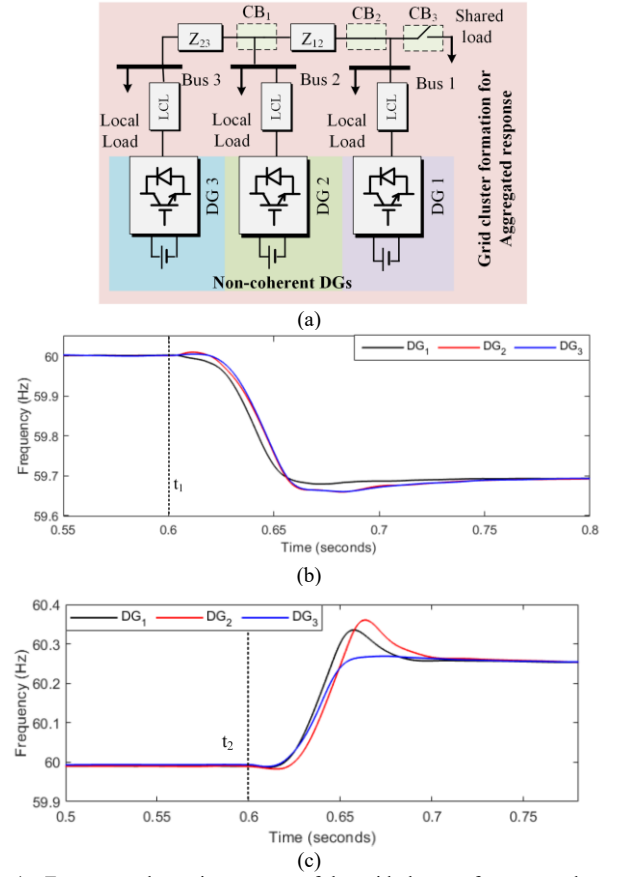 CB1
CB2
CB3
Shared
load
Z23
Z12
Bus 3
Bus 2
Bus 1
LCL
LCL
LCL
Local
Load
Local
Load
DG 3
DG 2
DG 1
Non-coherent DGs
Grid cluster formation for
Aggregated response
(a)
DG1 DG2 DG3
Frequency (Hz)
60
59.9
59.8
59.7
59.6
t1
0.55 0.6 0.65 0.7 0.75 0.8
Time (seconds)
(b)
DG1 DG2 DG3
Frequency (Hz)
60.4
60.3
60.2
60.1
60
59.9
t2
0.5 0.55 0.6 0.65 0.7 0.75
Time (seconds)
(c)